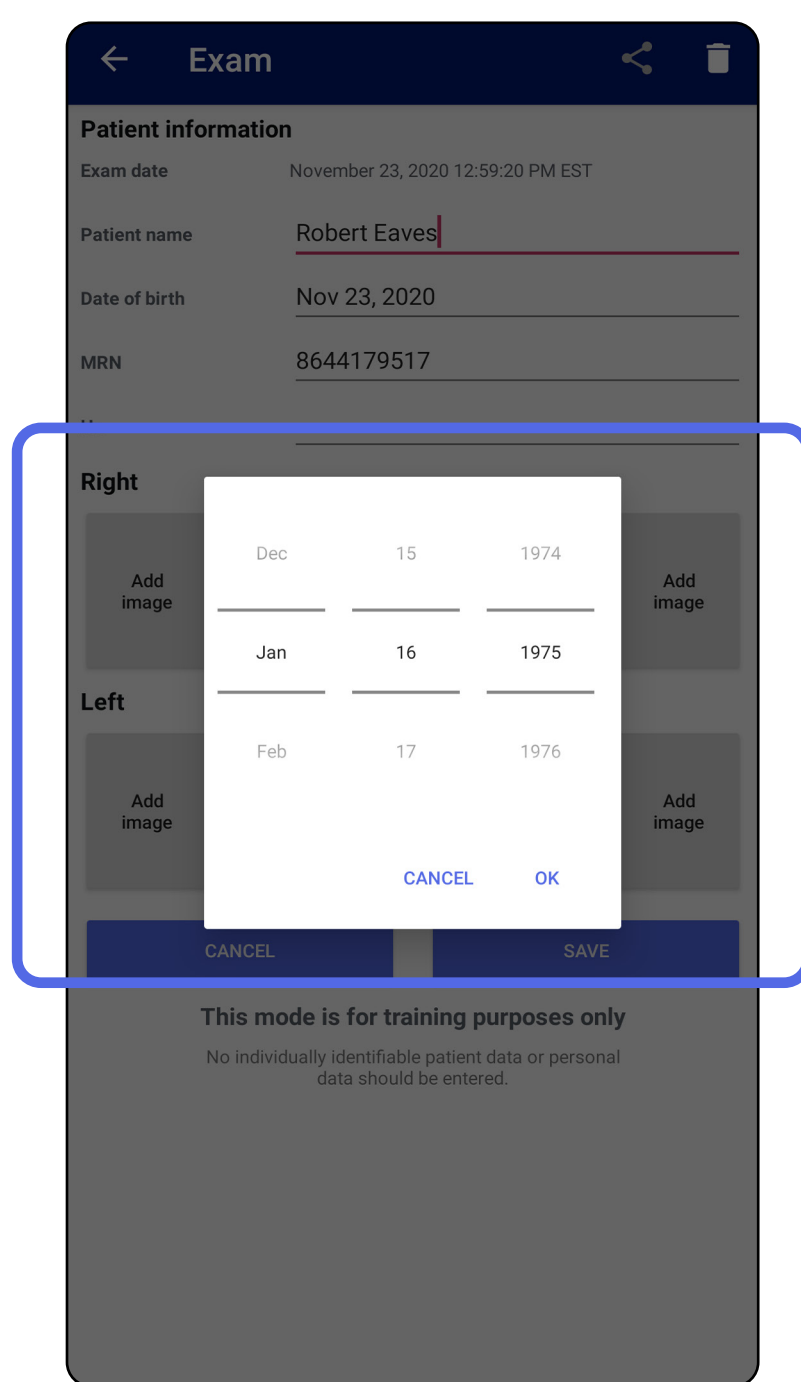 Exam
Patient information
Exam date November 23, 2020 12:59:20 PM EST
Patient name Robert Eaves
Date of birth Nov 23, 2020
MRN 8644179517
Right
Add
image
Add
image
Dec 15 1974
Jan 16 1975
Feb 17 1976
Left
Add
image
Add
image
CANCEL OK
CANCEL SAVE
This mode is for training purposes only
No individually identifiable patient data or personal
data should be entered.